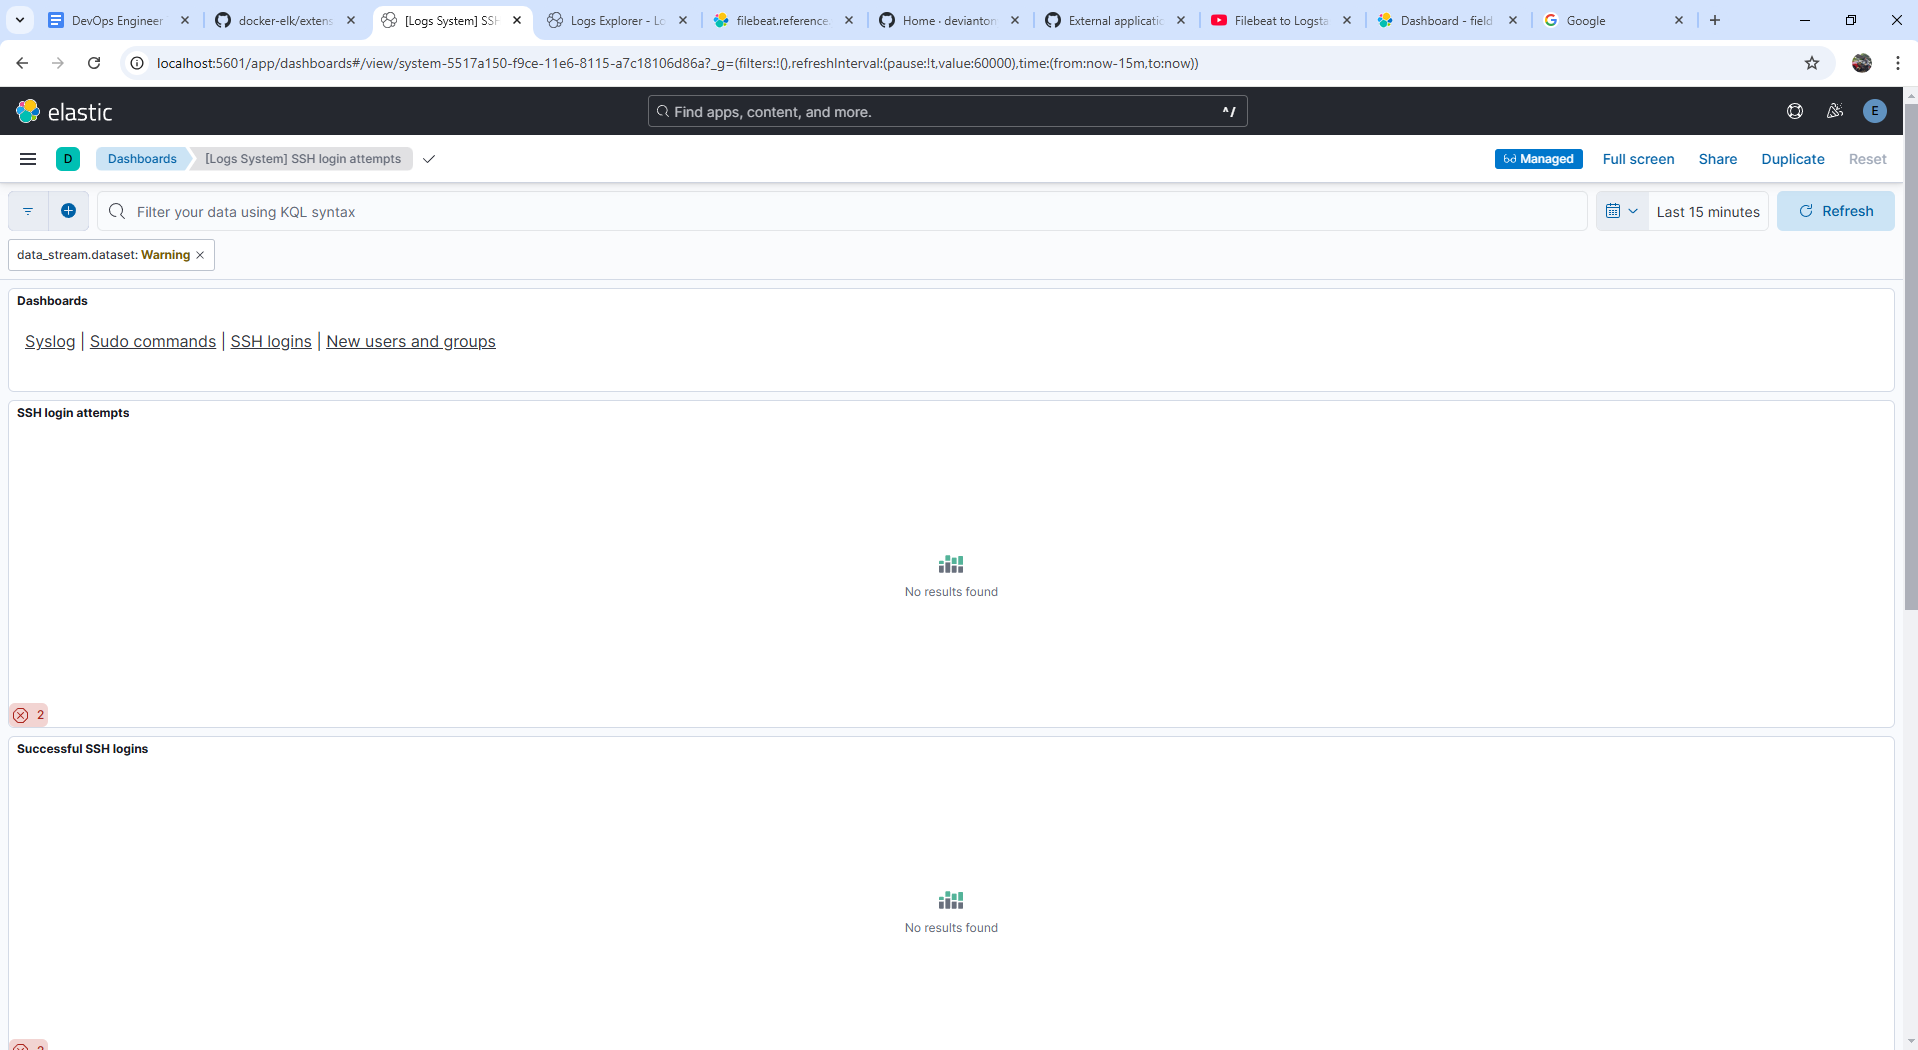 DevOps Engineer
docker-elk/extens
[Logs System] SSH
Logs Explorer - Lo
filebeat.reference.
Home · devianton
External applicatio
Filebeat to Logsta
Dashboard - field
Google
localhost:5601/app/dashboards#/view/system-5517a150-f9ce-11e6-8115-a7c18106d86a?_g=(filters:!(),refreshInterval:(pause:!t,value:60000),time:(from:now-15m,to:now))
elastic
Find apps, content, and more.
^/
E
D
Dashboards
[Logs System] SSH login attempts
Managed
Full screen
Share
Duplicate
Reset
Filter your data using KQL syntax
Last 15 minutes
Refresh
data_stream.dataset: Warning
Dashboards
Syslog | Sudo commands | SSH logins | New users and groups
SSH login attempts
No results found
2
Successful SSH logins
No results found
2